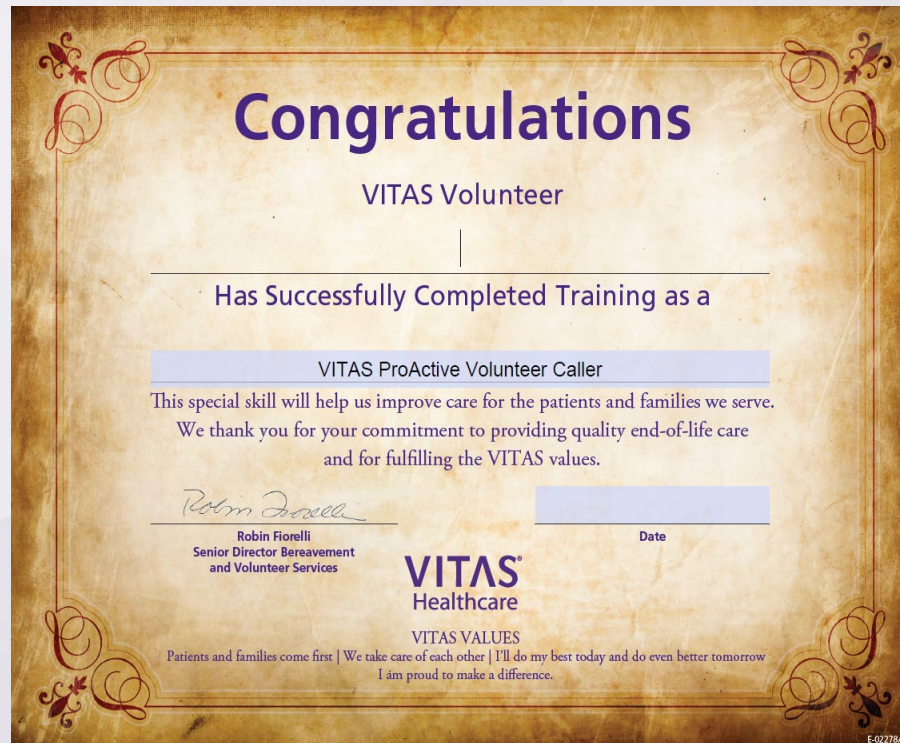 Congratulations
VITAS Volunteer
Has Successfully Completed Training as a
VITAS ProActive Volunteer Caller
This special skill will help us improve care for the patients and families we serve.
We thank you for your commitment to providing quality end-of-life care
and for fulfilling the VITAS values.
Robin Fiorelli
Robin Fiorelli
Senior Director Bereavement
and Volunteer Services
Date
VITAS®
Healthcare
VITAS VALUES
Patients and families come first | We take care of each other | I'll do my best today and do even better tomorrow
I am proud to make a difference.